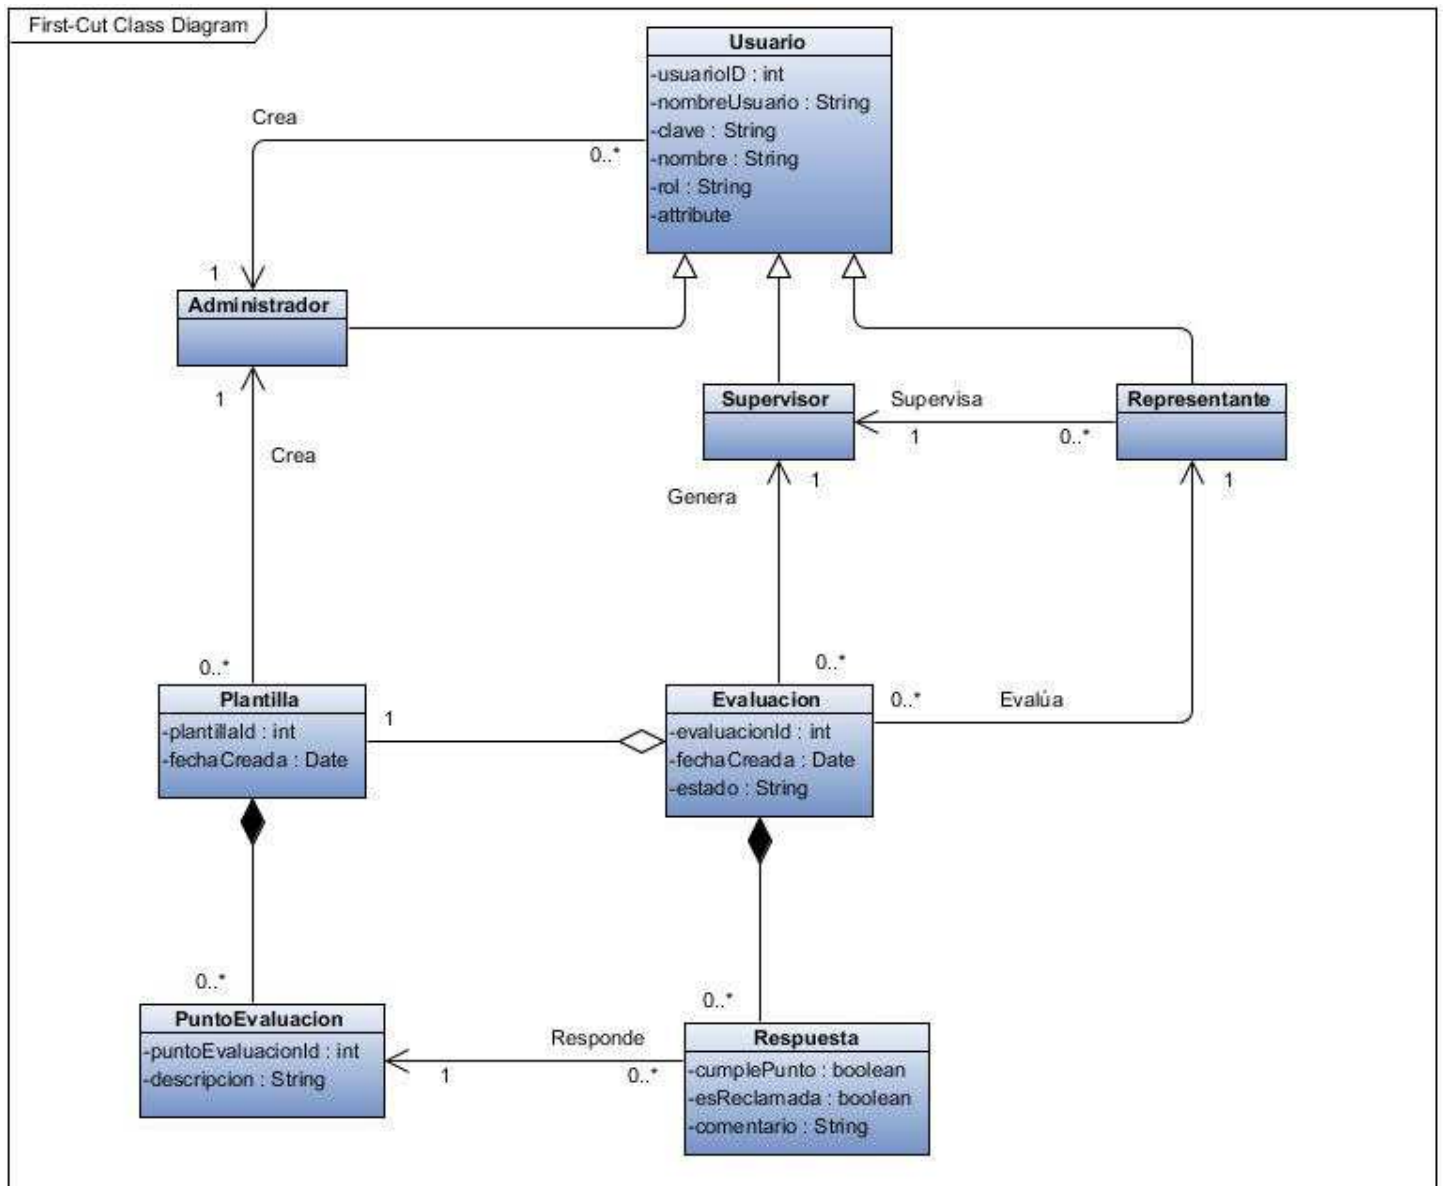 First-Cut Class Diagram
Usuario
-usuarioID : int
-nombreUsuario : String
-clave : String
-nombre : String
-rol : String
-attribute
Crea
0..*
1
Administrador
1
Crea
Supervisor
Supervisa
1
0..*
Representante
Genera
1
1
0..*
0..*
Plantilla
-plantillaId : int
-fechaCreada : Date
1
Evaluacion
-evaluacionId : int
-fechaCreada : Date
-estado : String
0..*
Evalúa
0..*
0..*
PuntoEvaluacion
-puntoEvaluacionId : int
-descripcion : String
Responde
1
0..*
Respuesta
-cumplePunto : boolean
-esReclamada : boolean
-comentario : String